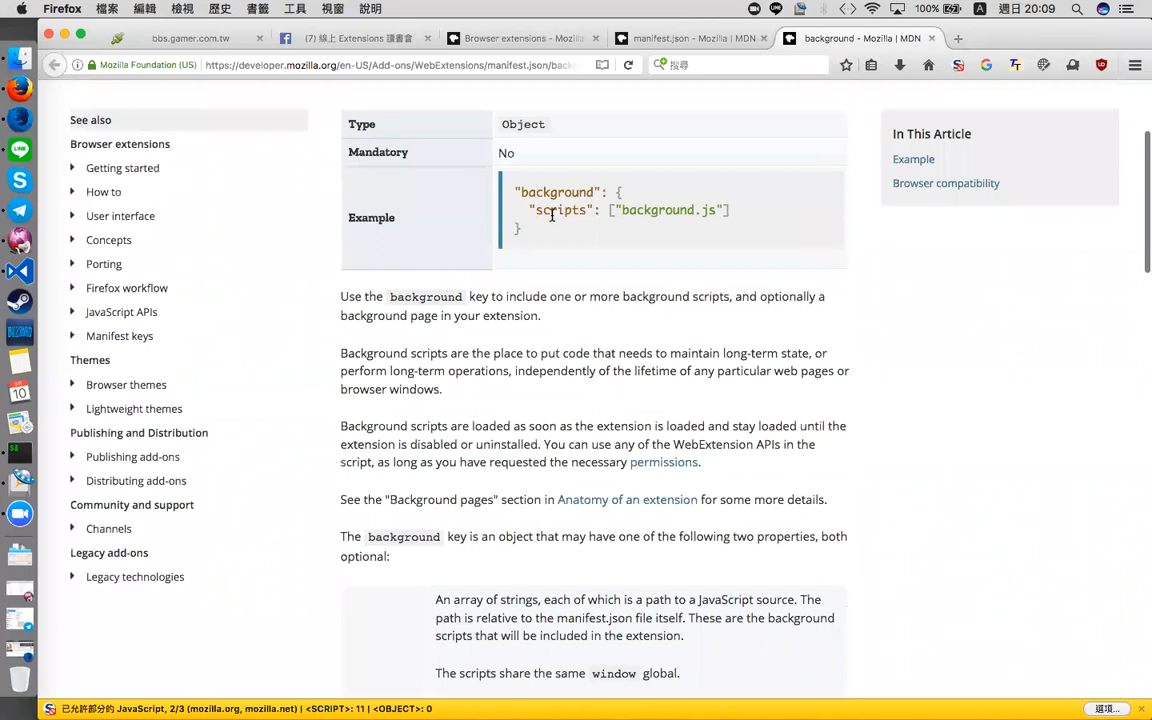 Firefox 檔案 編輯 檢視 歷史 書籤 工具 視窗 說明 100% 週日 20:09
bbs.gamer.com.tw × (7) 線上 Extensions 讀書會 × Browser extensions - Mozilla × manifest.json - Mozilla | MDN × background - Mozilla | MDN ×
Mozilla Foundation (US) https://developer.mozilla.org/en-US/Add-ons/WebExtensions/manifest.json/back 搜尋
See also
Browser extensions
Getting started
How to
User interface
Concepts
Porting
Firefox workflow
JavaScript APIs
Manifest keys
Themes
Browser themes
Lightweight themes
Publishing and Distribution
Publishing add-ons
Distributing add-ons
Community and support
Channels
Legacy add-ons
Legacy technologies
Type Object
Mandatory No
Example
"background": {
"scripts": ["background.js"]
}
Use the background key to include one or more background scripts, and optionally a
background page in your extension.
Background scripts are the place to put code that needs to maintain long-term state, or
perform long-term operations, independently of the lifetime of any particular web pages or
browser windows.
Background scripts are loaded as soon as the extension is loaded and stay loaded until the
extension is disabled or uninstalled. You can use any of the WebExtension APIs in the
script, as long as you have requested the necessary permissions.
See the "Background pages" section in Anatomy of an extension for some more details.
The background key is an object that may have one of the following two properties, both
optional:
An array of strings, each of which is a path to a JavaScript source. The
path is relative to the manifest.json file itself. These are the background
scripts that will be included in the extension.
The scripts share the same window global.
In This Article
Example
Browser compatibility
已允許部分的 JavaScript, 2/3 (mozilla.org, mozilla.net) | <SCRIPT>: 11 | <OBJECT>: 0 選項...